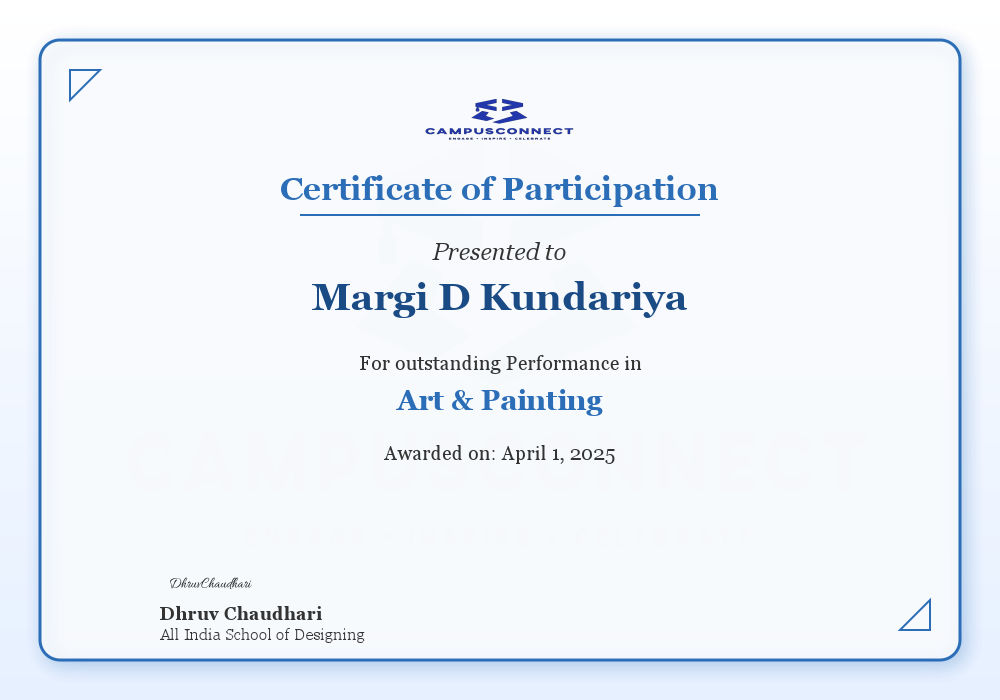 CAMPUSCONNECT
ENGAGE • INSPIRE • CELEBRATE
Certificate of Participation
Presented to
Margi D Kundariya
For outstanding Performance in
Art & Painting
Awarded on: April 1, 2025
CAMPUSCONNECT
ENGAGE • INSPIRE • CELEBRATE
DhruvChaudhari
Dhruv Chaudhari
All India School of Designing